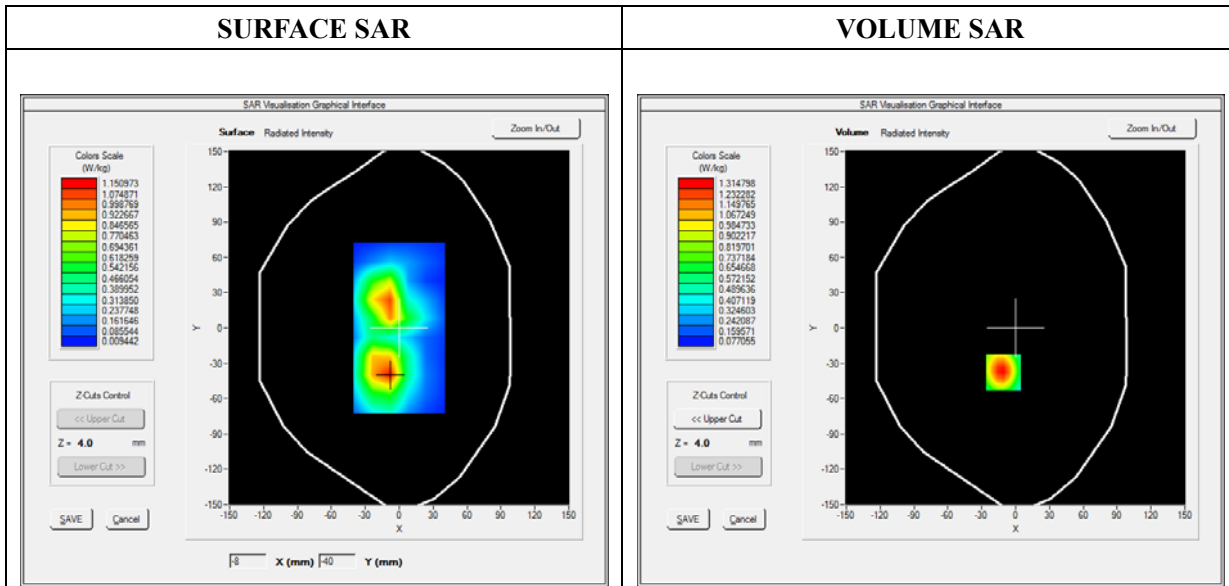 SURFACE SAR
VOLUME SAR
SAR Visualisation Graphical Interface
Surface Radiated Intensity
Zoom In/Out
Colors Scale
(W/kg)
1.150973
1.074871
0.998769
0.922667
0.846565
0.770463
0.694361
0.618259
0.542156
0.466054
0.389952
0.313850
0.237748
0.161646
0.085544
0.009442
Z-Cuts Control
<< Upper Cut
Z = 4.0 mm
Lower Cut >>
SAVE Cancel
150
120
90
60
30
0
-30
-60
-90
-120
-150
Y
-150 -120 -90 -60 -30 0 30 60 90 120 150
X
-8 X (mm) -40 Y (mm)
SAR Visualisation Graphical Interface
Volume Radiated Intensity
Zoom In/Out
Colors Scale
(W/kg)
1.314798
1.232282
1.149765
1.067249
0.984733
0.902217
0.819701
0.737184
0.654668
0.572152
0.489636
0.407119
0.324603
0.242087
0.159571
0.077055
Z-Cuts Control
<< Upper Cut
Z = 4.0 mm
Lower Cut >>
SAVE Cancel
150
120
90
60
30
0
-30
-60
-90
-120
-150
Y
-150 -120 -90 -60 -30 0 30 60 90 120 150
X